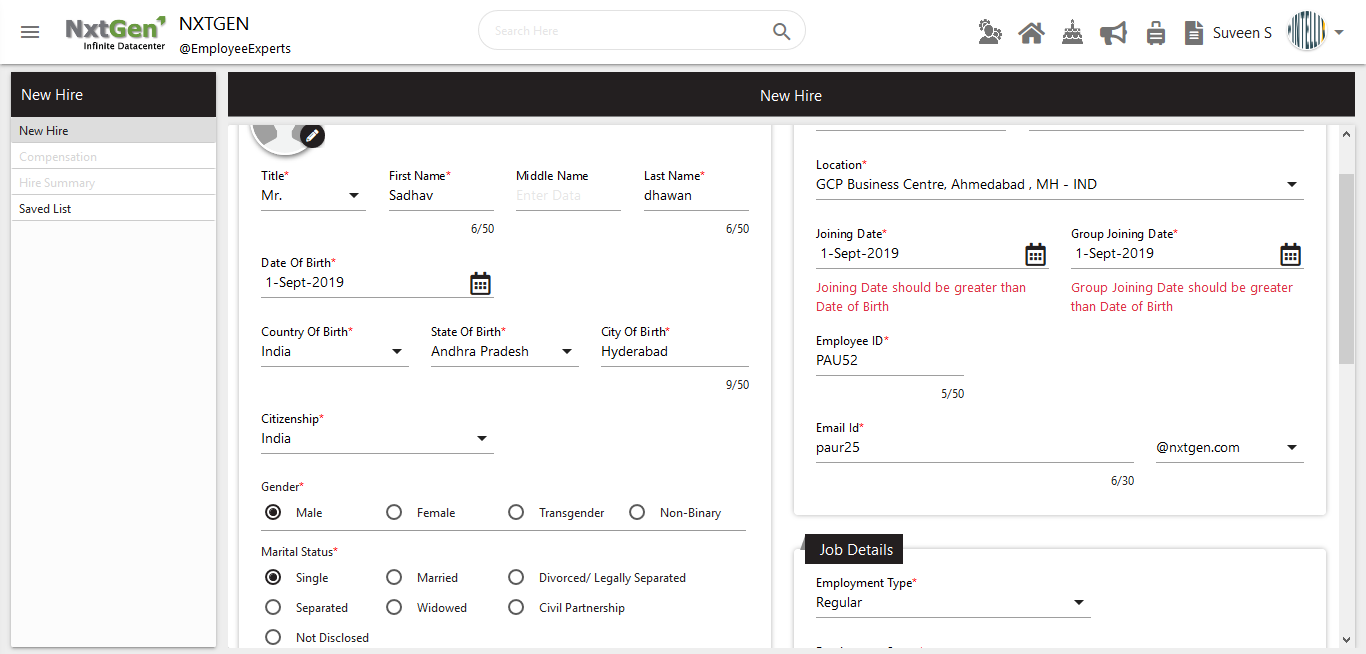 NxtGen
Infinite Datacenter
NXTGEN
@EmployeeExperts
Search Here
Suveen S
New Hire
New Hire
Compensation
Hire Summary
Saved List
New Hire
Title*
Mr.
First Name*
Sadhav
6/50
Middle Name
Enter Data
Last Name*
dhawan
6/50
Date Of Birth*
1-Sept-2019
Country Of Birth*
India
State Of Birth*
Andhra Pradesh
City Of Birth*
Hyderabad
9/50
Citizenship*
India
Gender*
Male Female Transgender Non-Binary
Marital Status*
Single Married Divorced/ Legally Separated
Separated Widowed Civil Partnership
Not Disclosed
Location*
GCP Business Centre, Ahmedabad , MH - IND
Joining Date*
1-Sept-2019
Joining Date should be greater than
Date of Birth
Group Joining Date*
1-Sept-2019
Group Joining Date should be greater
than Date of Birth
Employee ID*
PAU52
5/50
Email Id*
paur25
@nxtgen.com
6/30
Job Details
Employment Type*
Regular